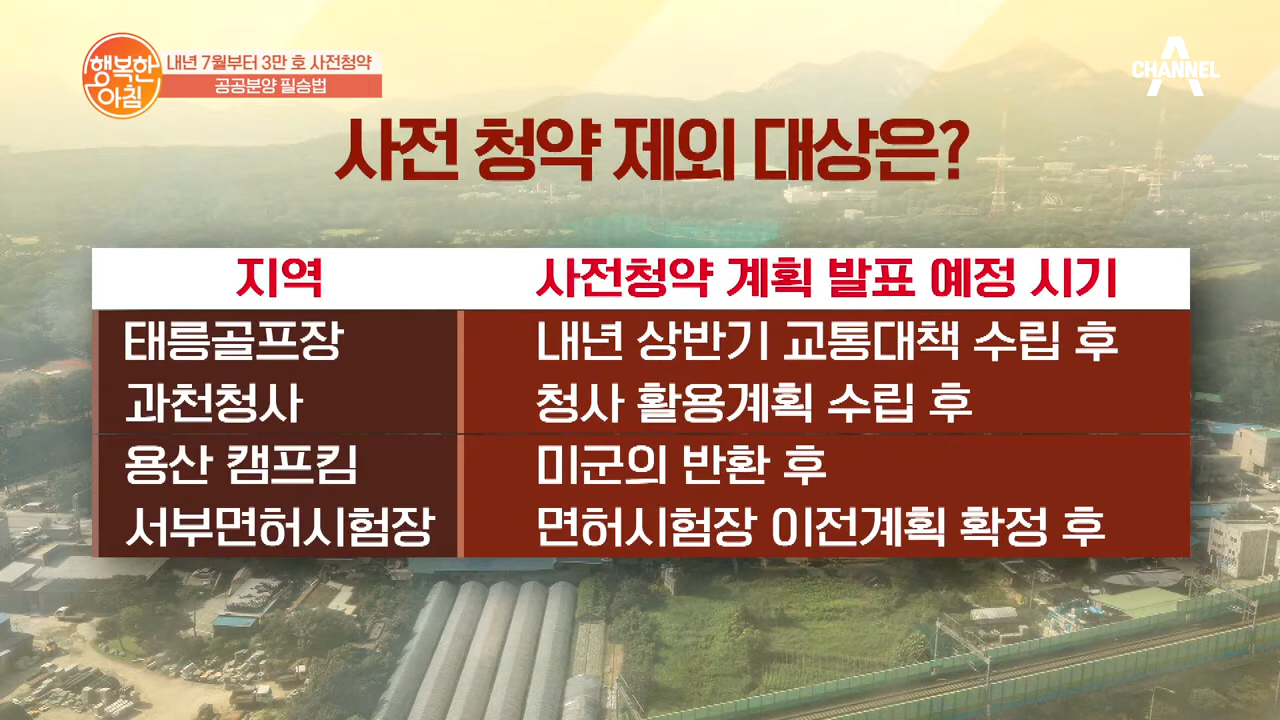 행복한
아침
내년 7월부터 3만 호 사전청약
공공분양 필승법
CHANNEL A
사전 청약 제외 대상은?
지역 사전청약 계획 발표 예정 시기
태릉골프장 내년 상반기 교통대책 수립 후
과천청사 청사 활용계획 수립 후
용산 캠프킴 미군의 반환 후
서부면허시험장 면허시험장 이전계획 확정 후